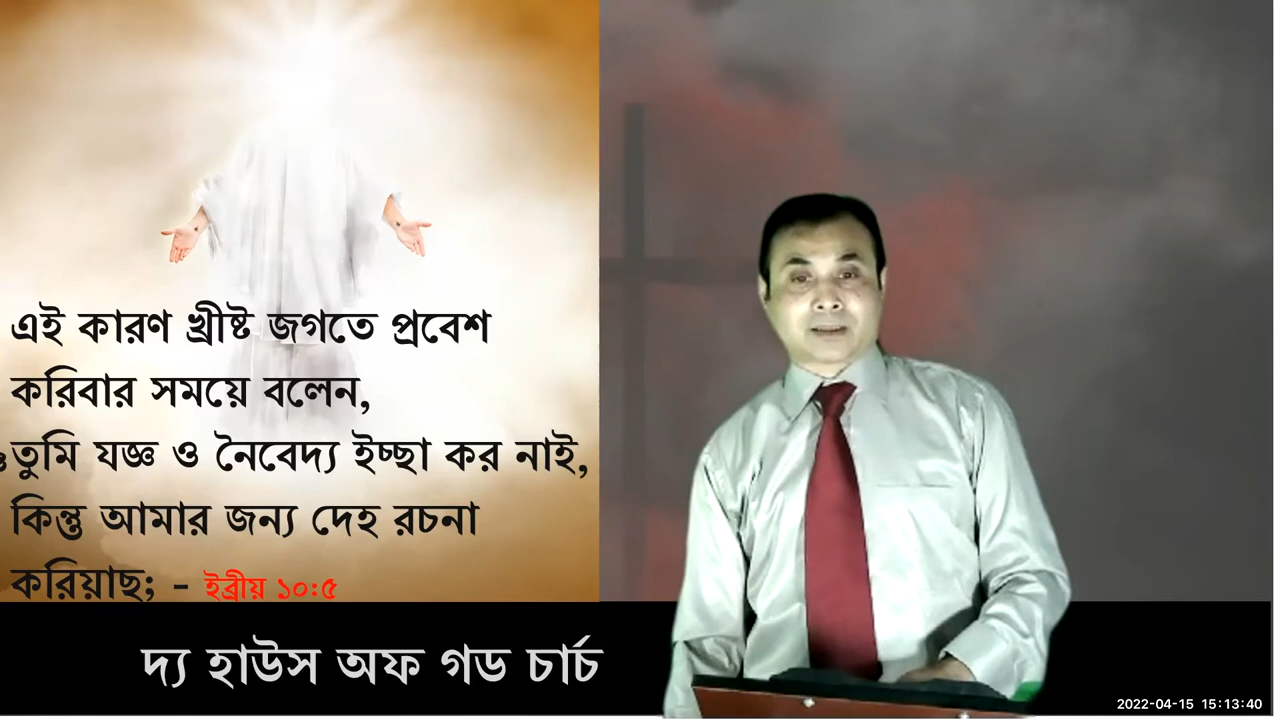 এই কারণ খ্রীষ্ট জগতে প্রবেশ
করিবার সময়ে বলেন,
তুমি যজ্ঞ ও নৈবেদ্য ইচ্ছা কর নাই,
কিন্তু আমার জন্য দেহ রচনা
করিয়াছ; - ইব্রীয় ১০:৫
দ্য হাউস অফ গড চার্চ
2022-04-15 15:13:40